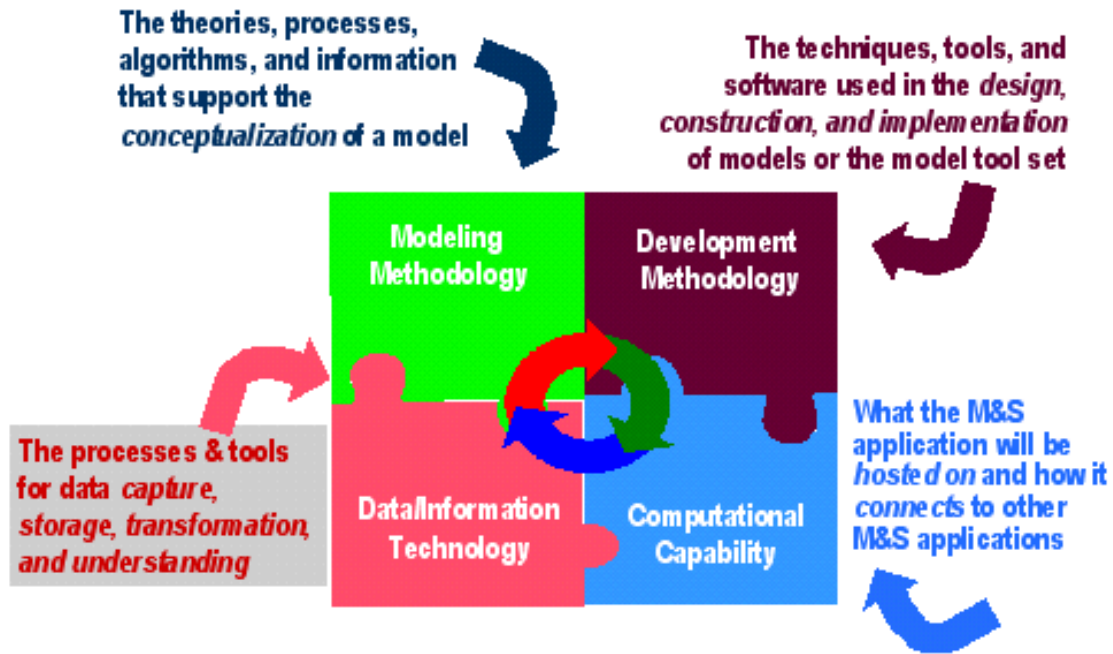 The theories, processes,
algorithms, and information
that support the
conceptualization of a model
The techniques, tools, and
software used in the design,
construction, and implementation
of models or the model tool set
Modeling
Methodology
Development
Methodology
The processes & tools
for data capture,
storage, transformation,
and understanding
Data/Information
Technology
Computational
Capability
What the M&S
application will be
hosted on and how it
connects to other
M&S applications